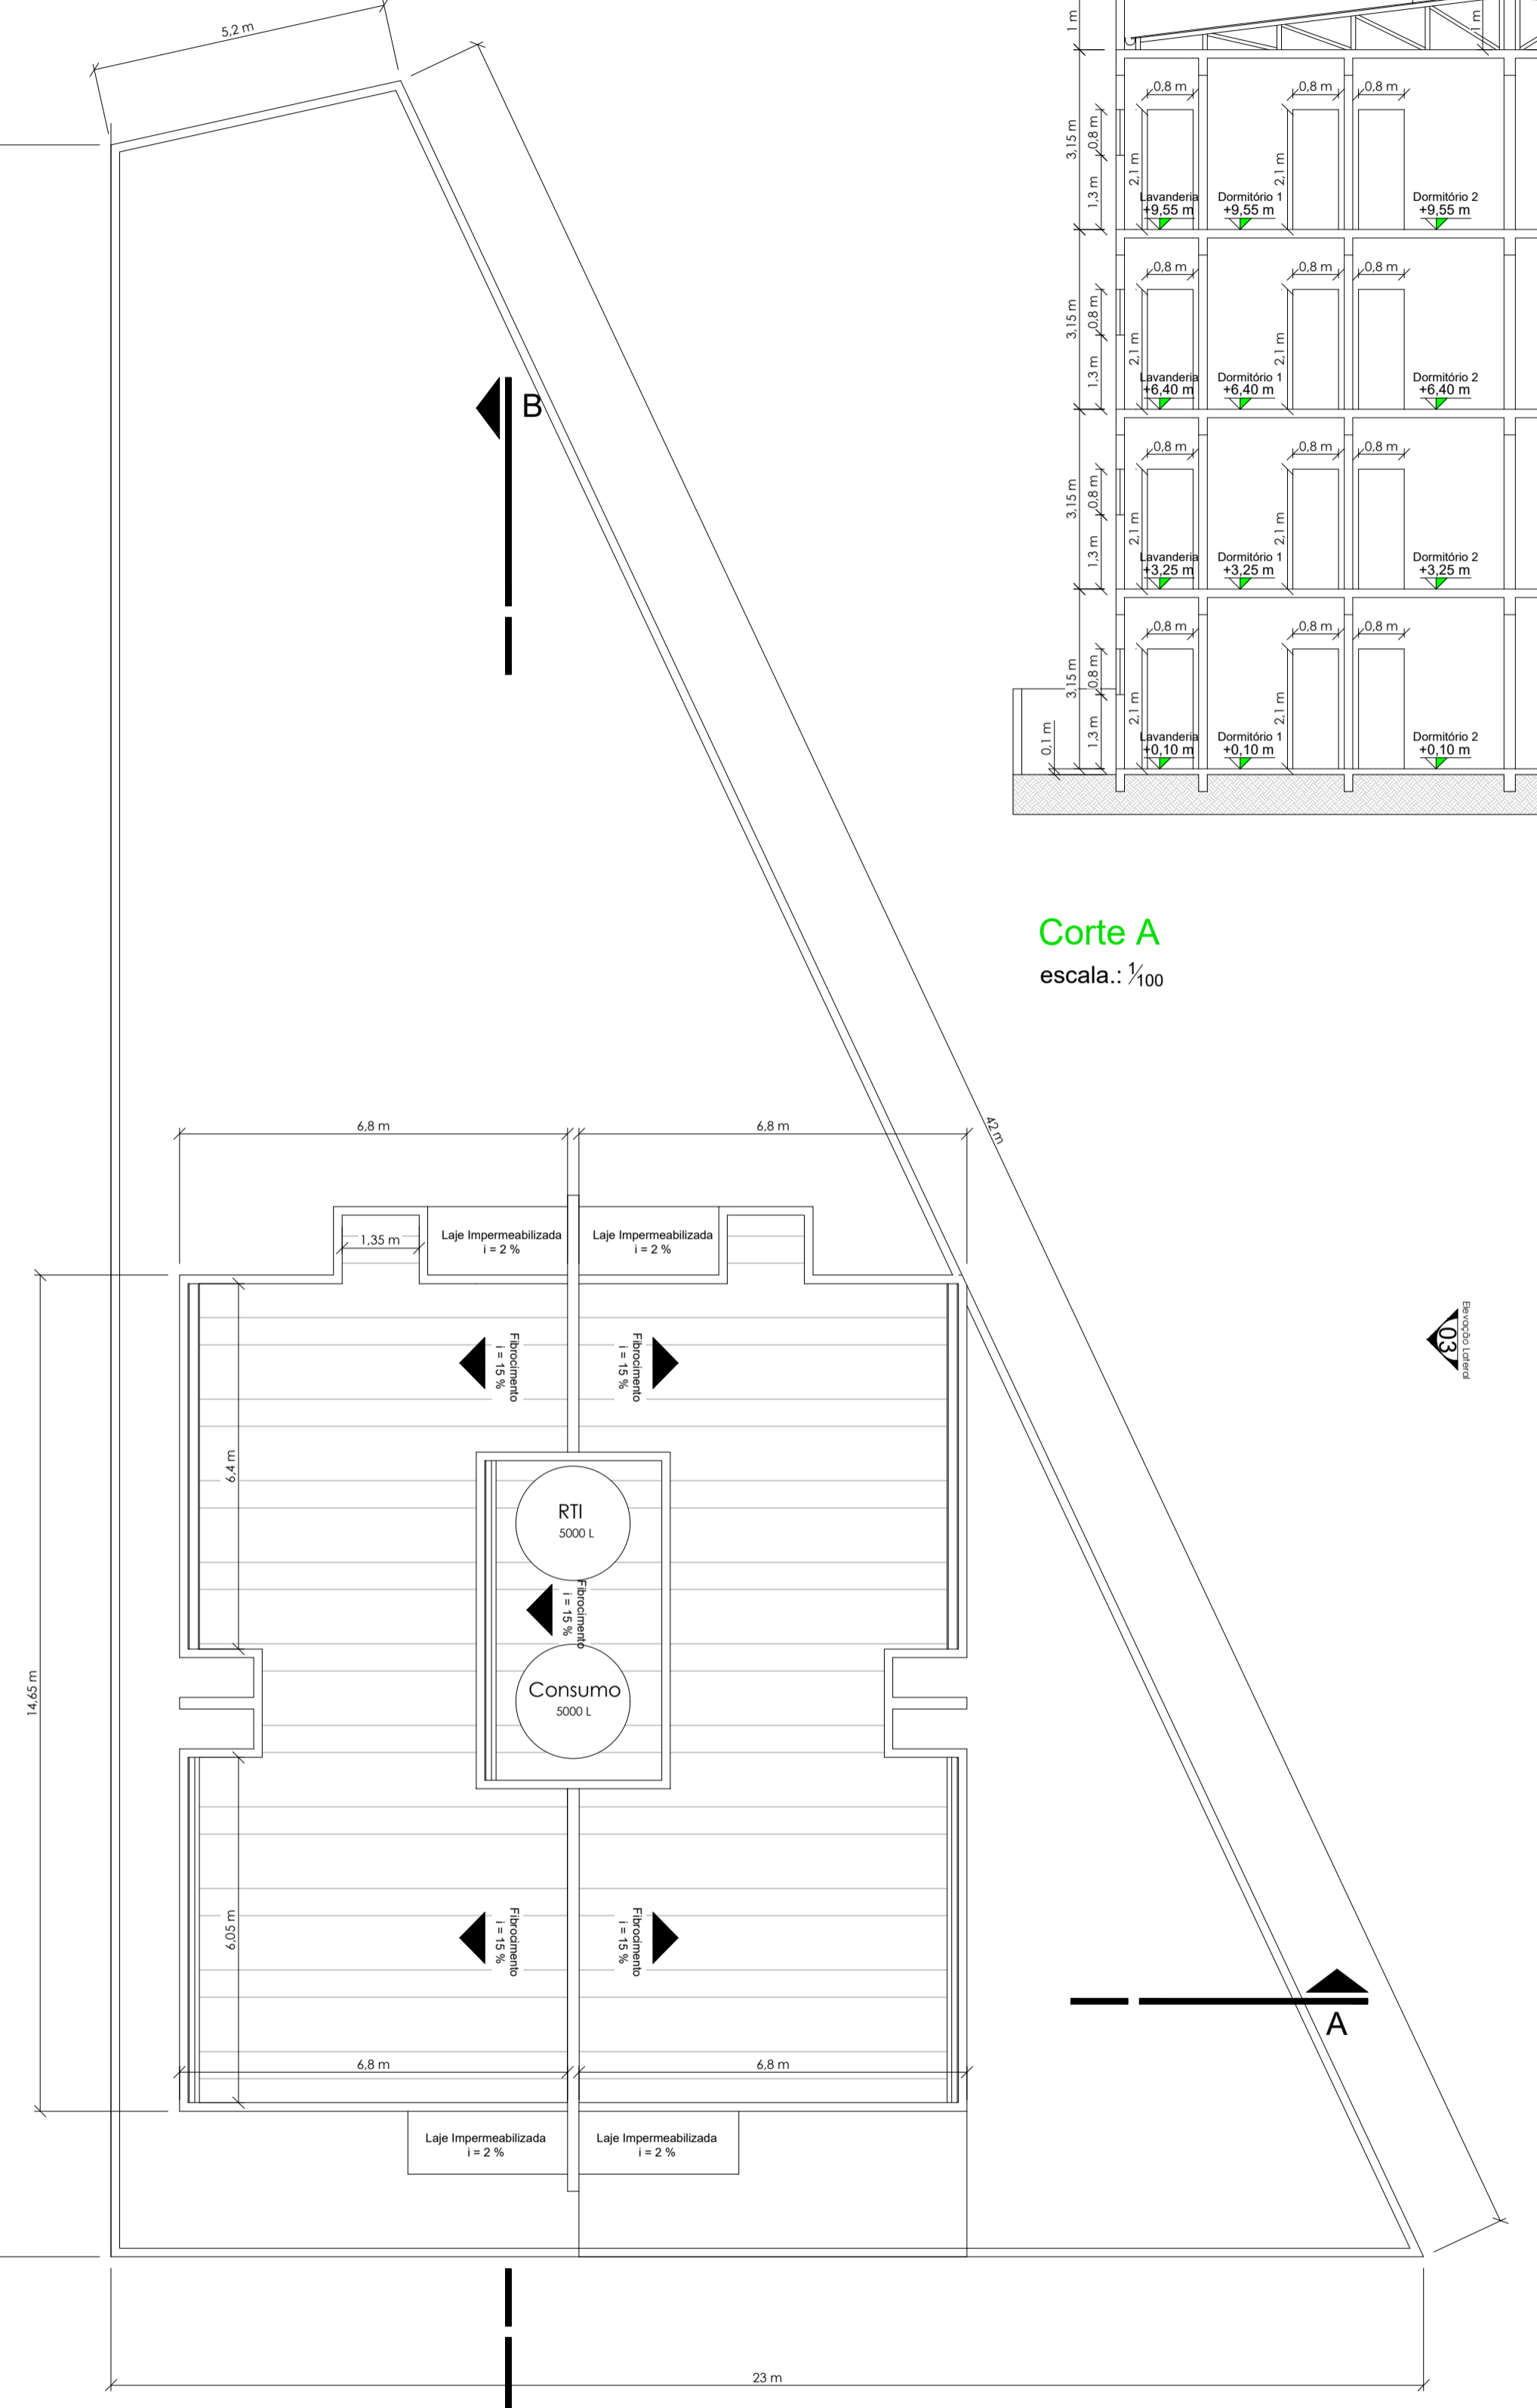 5,2 m
B
42 m
6,8 m
6,8 m
1,35 m
Laje Impermeabilizada
i = 2 %
Laje Impermeabilizada
i = 2 %
Fibrocimento
i = 15 %
Fibrocimento
i = 15 %
6,4 m
RTI
5000 L
Fibrocimento
i = 15 %
Consumo
5000 L
14,65 m
6,05 m
Fibrocimento
i = 15 %
Fibrocimento
i = 15 %
6,8 m
6,8 m
Laje Impermeabilizada
i = 2 %
Laje Impermeabilizada
i = 2 %
23 m
A
Elevação Lateral
03
1 m
1 m
0,8 m
0,8 m
0,8 m
3,15 m
0,8 m
1,3 m
2,1 m
2,1 m
Lavanderia
+9,55 m
Dormitório 1
+9,55 m
Dormitório 2
+9,55 m
0,8 m
0,8 m
0,8 m
3,15 m
0,8 m
1,3 m
2,1 m
2,1 m
Lavanderia
+6,40 m
Dormitório 1
+6,40 m
Dormitório 2
+6,40 m
0,8 m
0,8 m
0,8 m
3,15 m
0,8 m
1,3 m
2,1 m
2,1 m
Lavanderia
+3,25 m
Dormitório 1
+3,25 m
Dormitório 2
+3,25 m
0,8 m
0,8 m
0,8 m
3,15 m
0,8 m
1,3 m
2,1 m
2,1 m
0,1 m
Lavanderia
+0,10 m
Dormitório 1
+0,10 m
Dormitório 2
+0,10 m
Corte A
escala.: 1/100